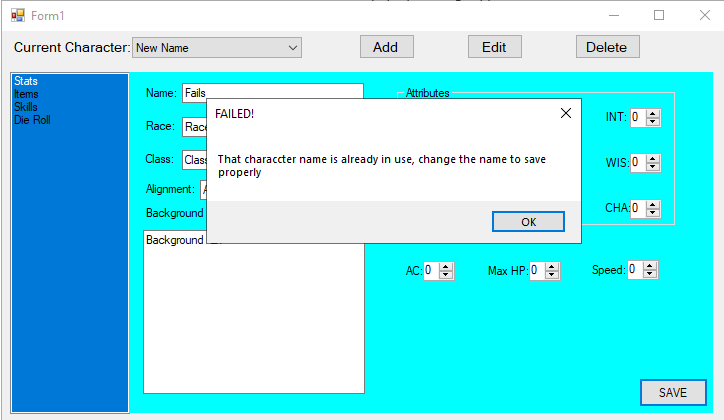 Form1
Current Character: New Name Add Edit Delete
Stats
Items
Skills
Die Roll
Name: Fails
Race: Race
Class: Class
Alignment:
Background
Background
Attributes
INT: 0
WIS: 0
CHA: 0
FAILED!
That characcter name is already in use, change the name to save
properly
OK
AC: 0 Max HP: 0 Speed: 0
SAVE